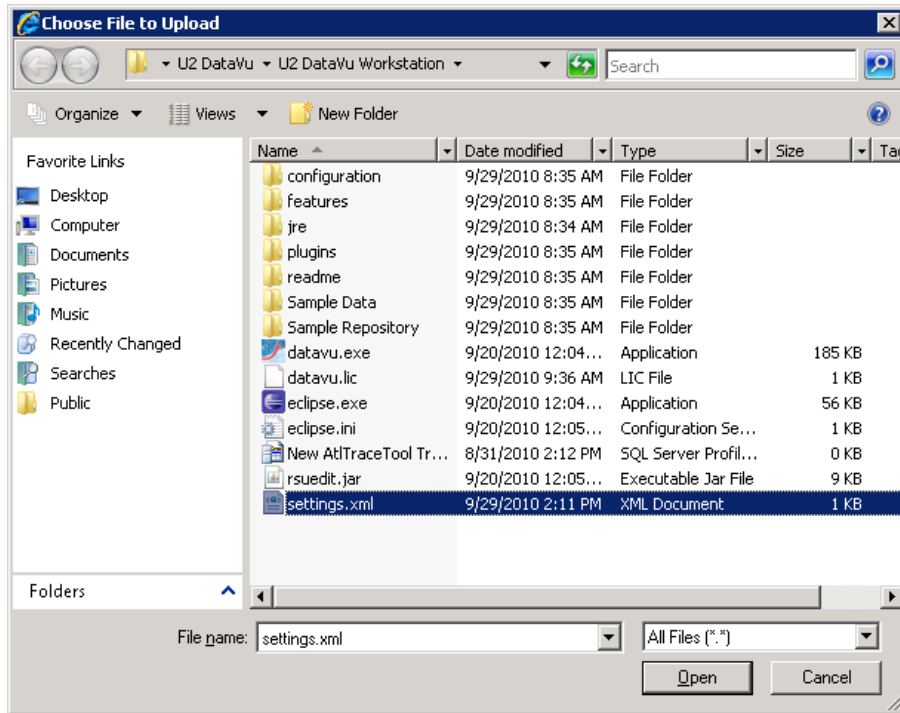 Choose File to Upload
U2 DataVu U2 DataVu Workstation Search
Organize Views New Folder
Favorite Links
Desktop
Computer
Documents
Pictures
Music
Recently Changed
Searches
Public
Folders
Name Date modified Type Size Tag
configuration 9/29/2010 8:35 AM File Folder
features 9/29/2010 8:35 AM File Folder
jre 9/29/2010 8:34 AM File Folder
plugins 9/29/2010 8:35 AM File Folder
readme 9/29/2010 8:35 AM File Folder
Sample Data 9/29/2010 8:35 AM File Folder
Sample Repository 9/29/2010 8:35 AM File Folder
datavu.exe 9/20/2010 12:04... Application 185 KB
datavu.lic 9/29/2010 9:36 AM LIC File 1 KB
eclipse.exe 9/20/2010 12:04... Application 56 KB
eclipse.ini 9/20/2010 12:05... Configuration Se... 1 KB
New AtlTraceTool Tr... 8/31/2010 2:12 PM SQL Server Profil... 0 KB
rsuedit.jar 9/20/2010 12:05... Executable Jar File 9 KB
settings.xml 9/29/2010 2:11 PM XML Document 1 KB
File name: settings.xml All Files (*.*)
Open Cancel